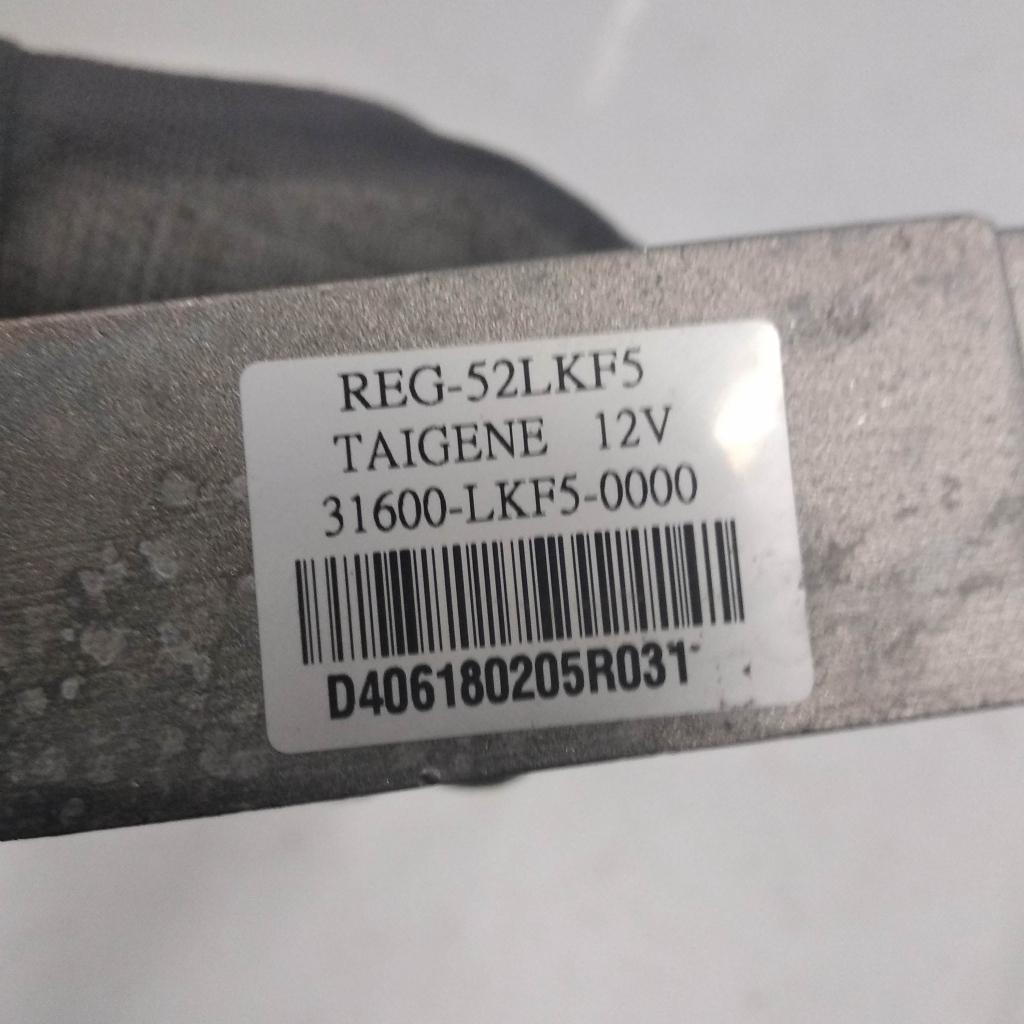 REG-52LKF5
TAIGENE 12V
31600-LKF5-0000
D406180205R031